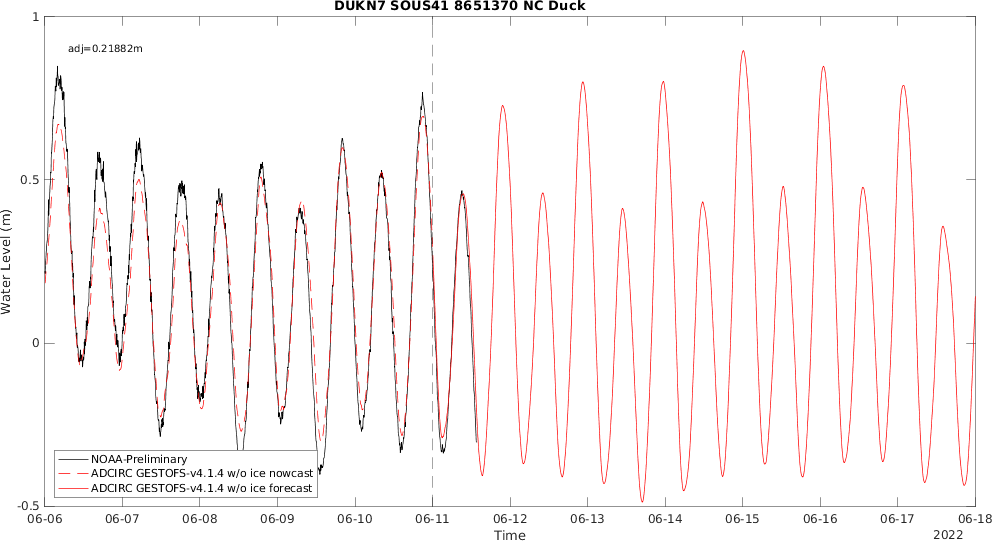 DUKN7 SOUS41 8651370 NC Duck
adj=0.21882m
1
0.5
0
-0.5
Water Level (m)
NOAA-Preliminary
ADCIRC GESTOFS-v4.1.4 w/o ice nowcast
ADCIRC GESTOFS-v4.1.4 w/o ice forecast
06-06 06-07 06-08 06-09 06-10 06-11 06-12 06-13 06-14 06-15 06-16 06-17 06-18
Time
2022